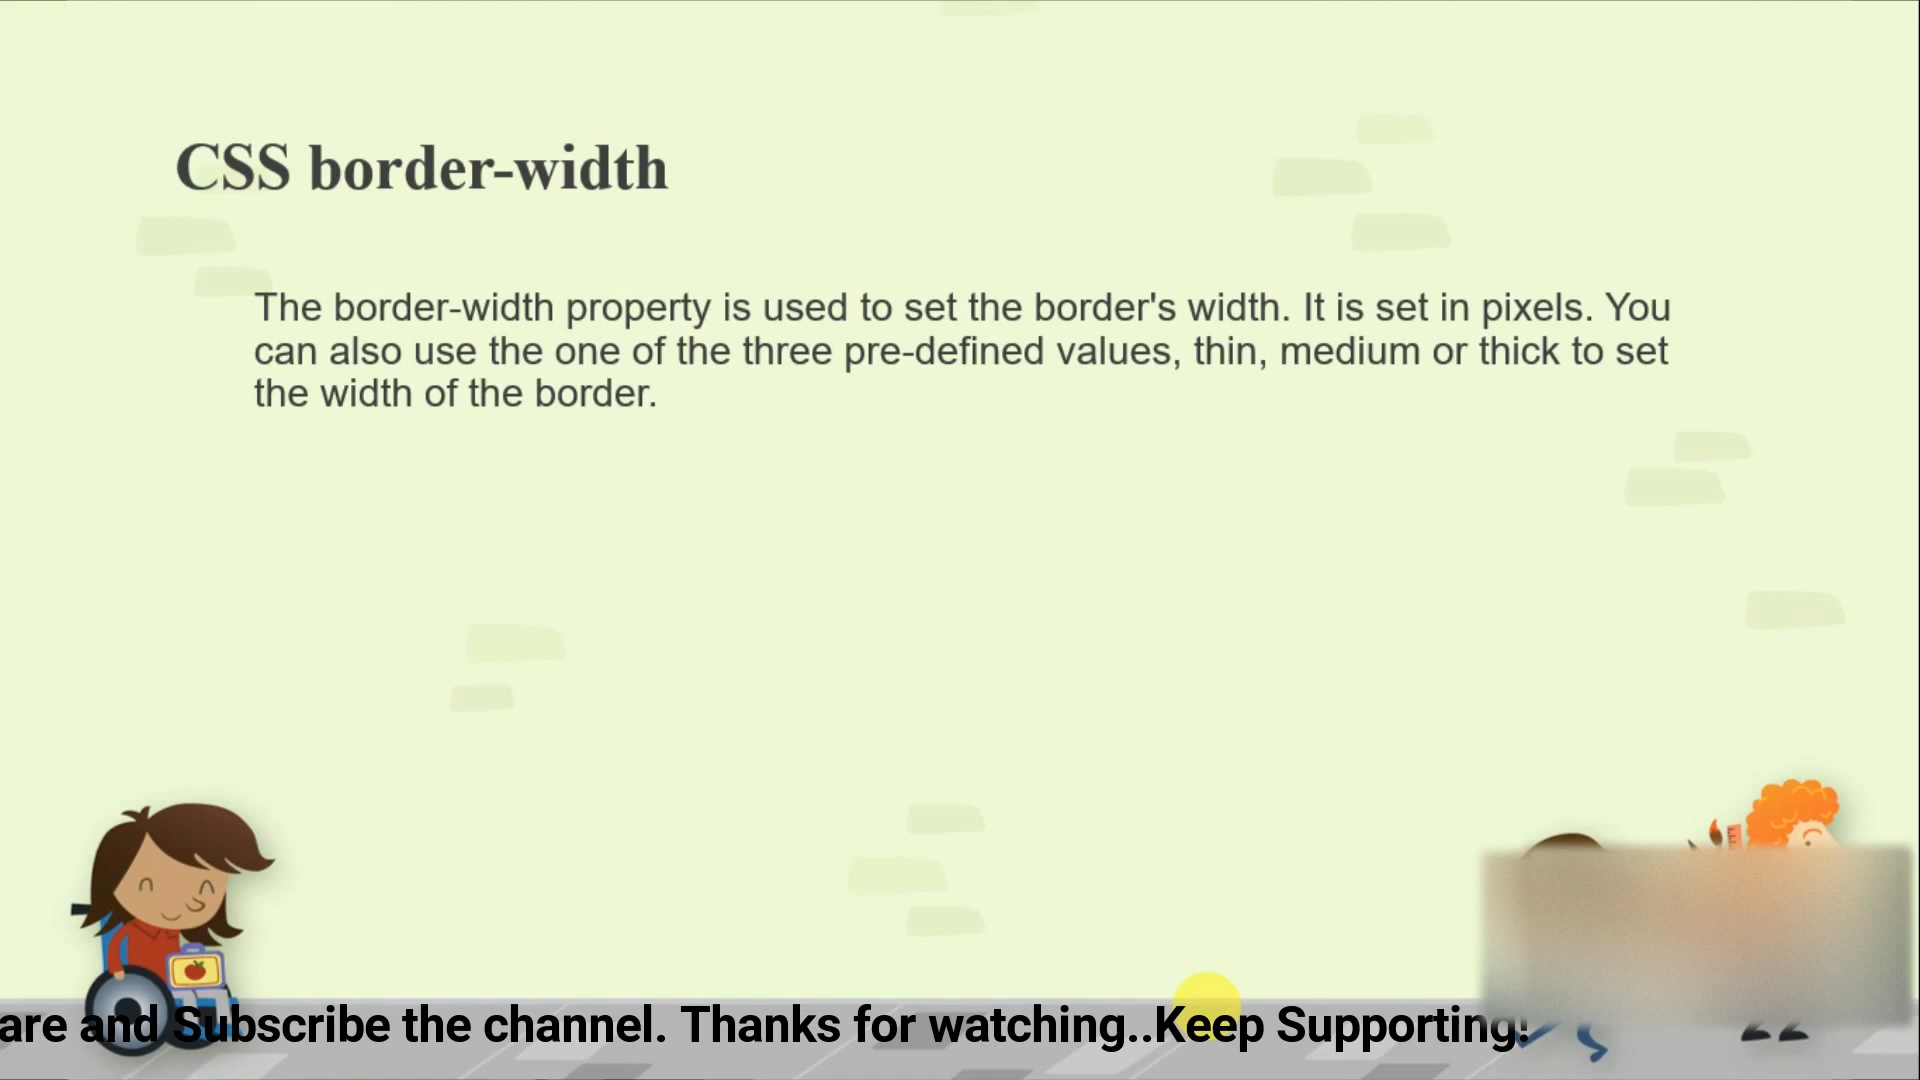 CSS border-width
The border-width property is used to set the border's width. It is set in pixels. You
can also use the one of the three pre-defined values, thin, medium or thick to set
the width of the border.
are and Subscribe the channel. Thanks for watching..Keep Supporting!